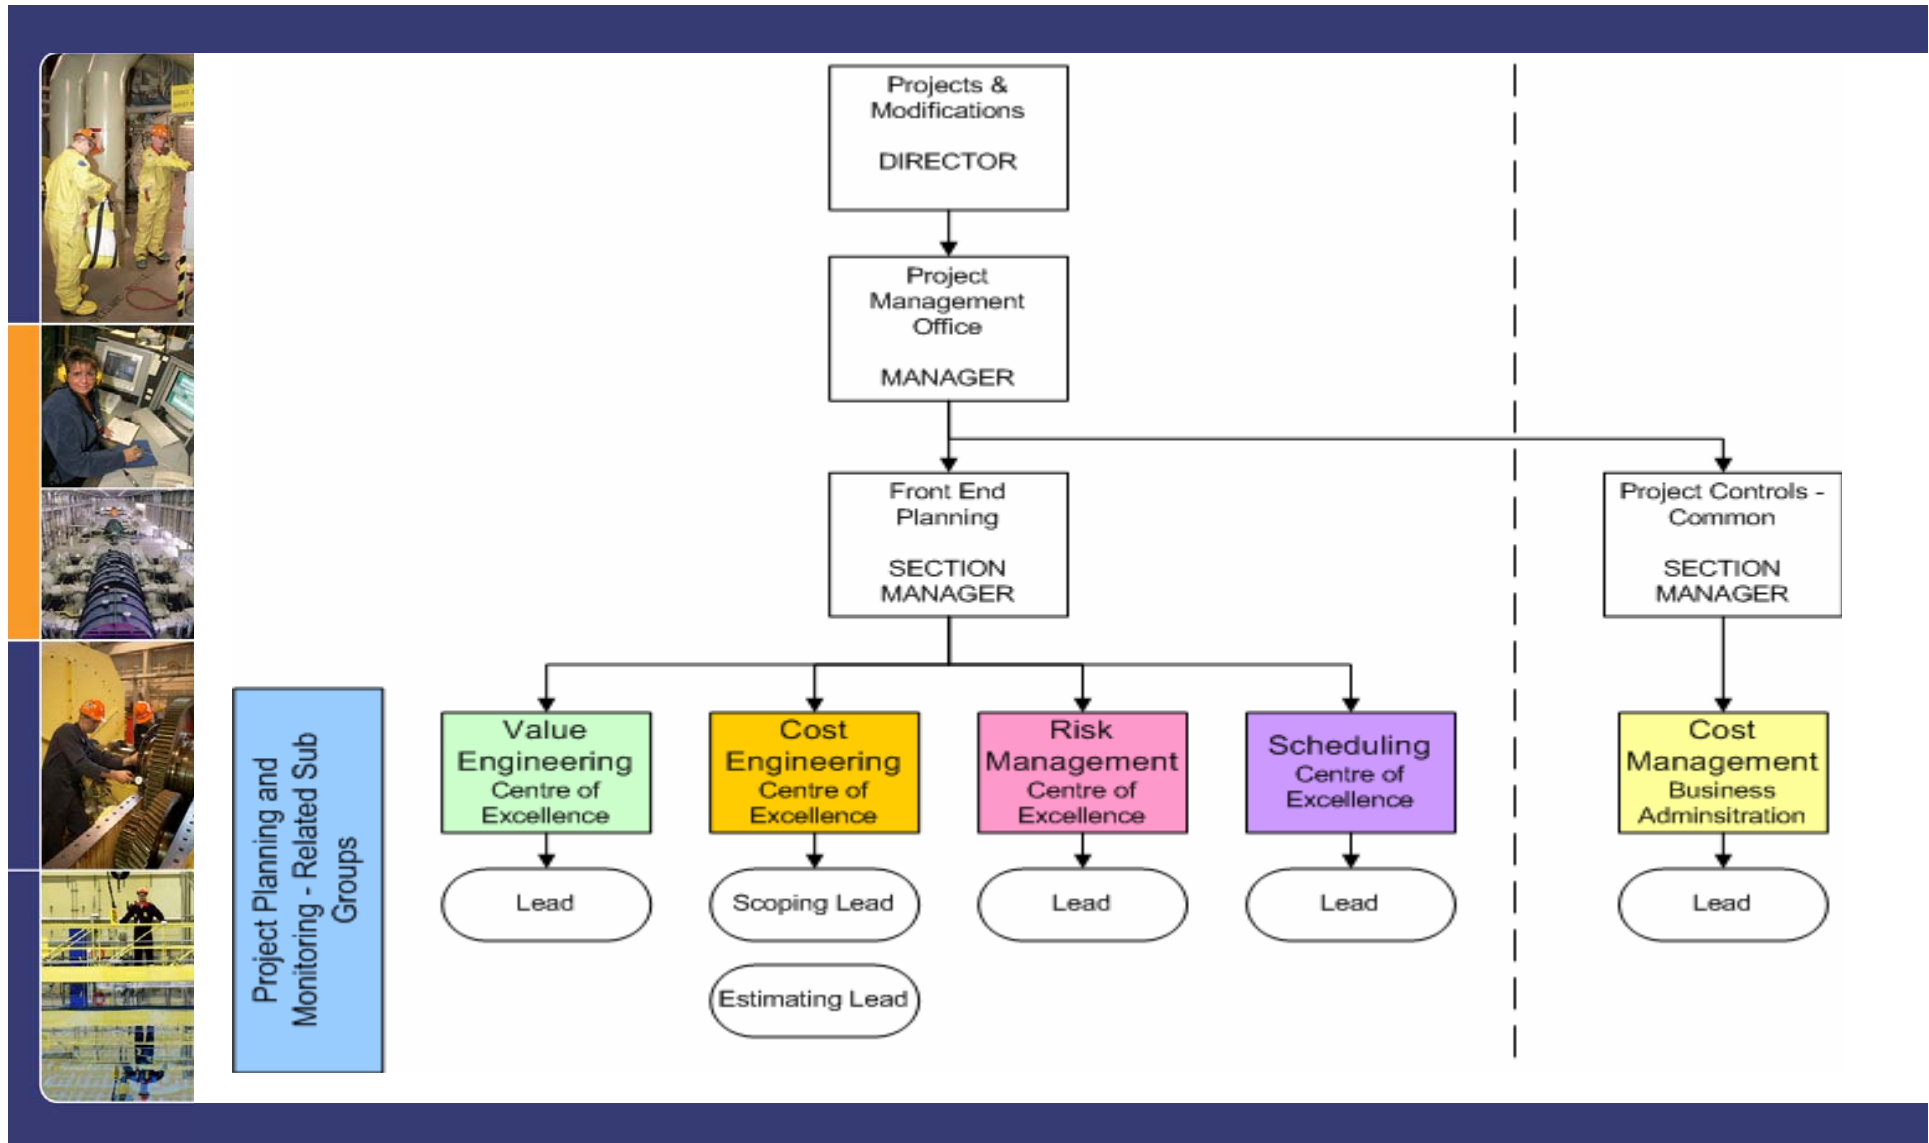 Projects &
Modifications
DIRECTOR
Project
Management
Office
MANAGER
Front End
Planning
SECTION
MANAGER
Project Controls -
Common
SECTION
MANAGER
Project Planning and
Monitoring - Related Sub
Groups
Value
Engineering
Centre of
Excellence
Cost
Engineering
Centre of
Excellence
Risk
Management
Centre of
Excellence
Scheduling
Centre of
Excellence
Cost
Management
Business
Adminsitration
Lead
Scoping Lead
Lead
Lead
Lead
Estimating Lead